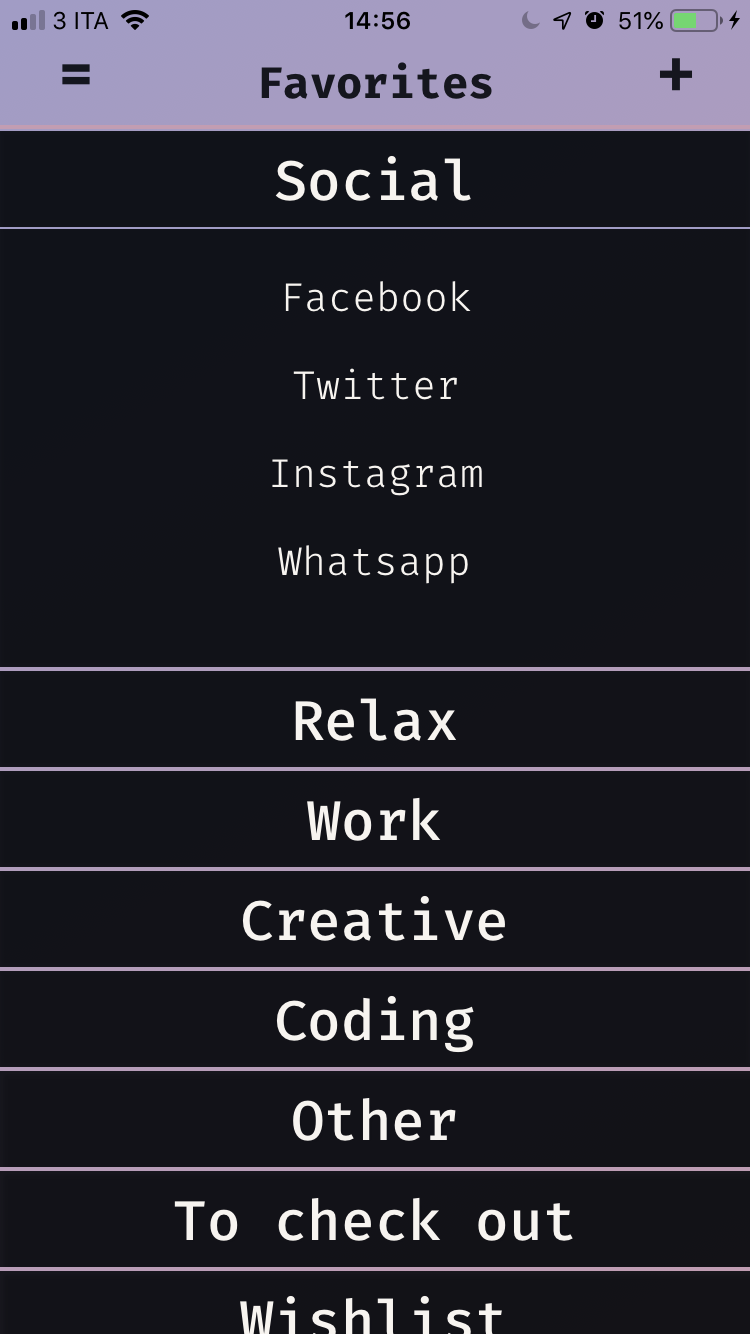 3 ITA 14:56 51%
= Favorites +
Social
Facebook
Twitter
Instagram
Whatsapp
Relax
Work
Creative
Coding
Other
To check out
Wishlist